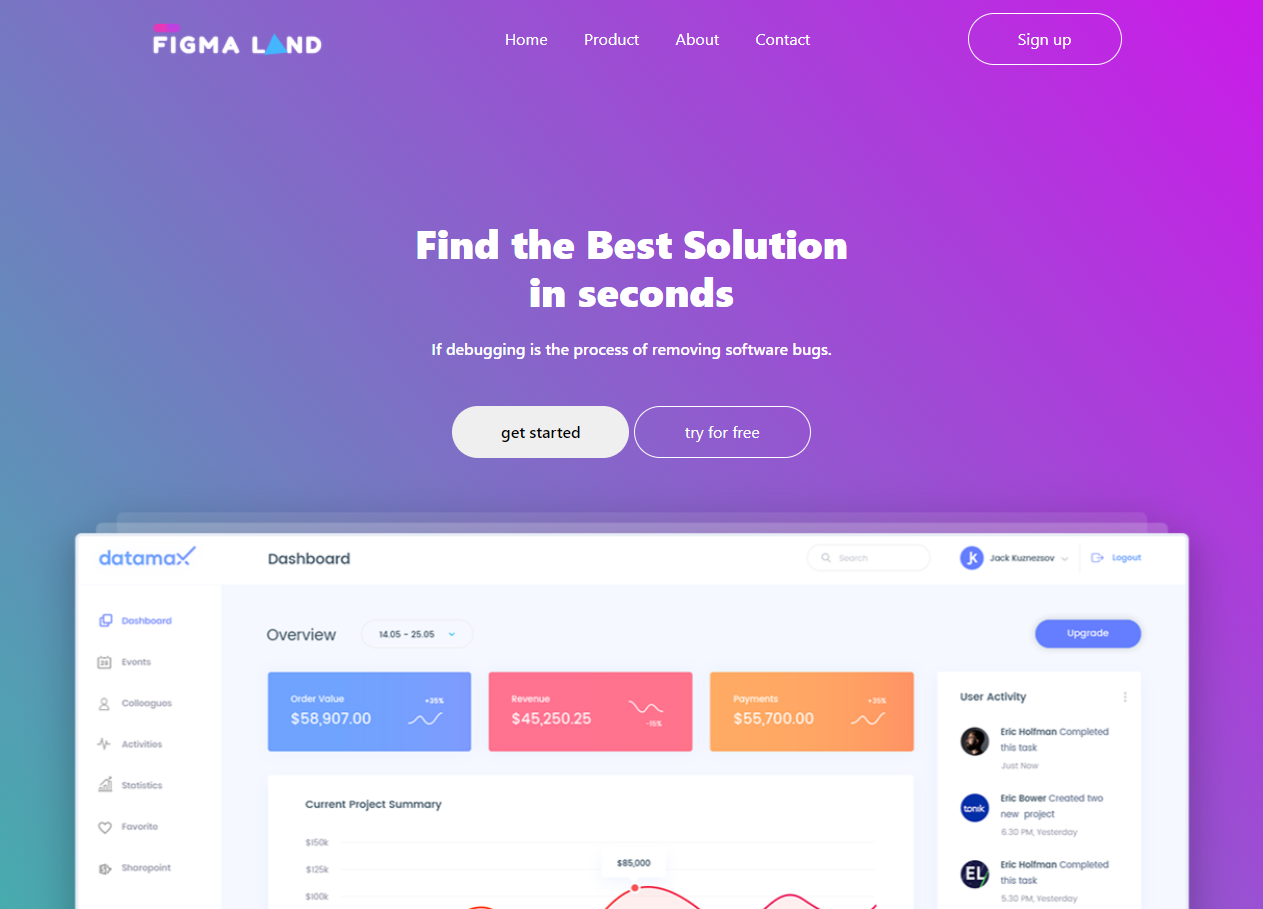 FIGMA LAND
Home
Product
About
Contact
Sign up
Find the Best Solution
in seconds
If debugging is the process of removing software bugs.
get started
try for free
datamax
Dashboard
Search
jk
Jack Kuznezsov
Logout
Dashboard
Events
Colleagues
Activities
Statistics
Favorite
Sharepoint
Overview
14.05 - 25.05
Upgrade
Order Value
+35%
$58,907.00
Revenue
$45,250.25
-15%
Payments
+35%
$55,700.00
Current Project Summary
$150k
$125k
$100k
$85,000
User Activity
Eric Holfman Completed
this task
Just Now
tonik
Eric Bower Created two
new project
6.30 PM, Yesterday
EL
Eric Holfman Completed
this task
5.30 PM, Yesterday